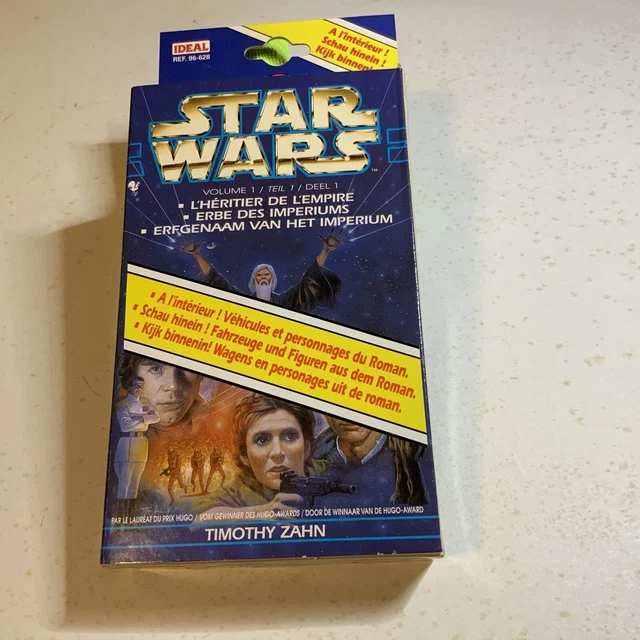 IDEAL
REF. 96-628
A l'intérieur !
Schau hinein !
Kijk binnenin!
STAR
WARS
™
VOLUME 1 / TEIL 1 / DEEL 1
▪ L'HÉRITIER DE L'EMPIRE
▪ ERBE DES IMPERIUMS
▪ ERFGENAAM VAN HET IMPERIUM
▪ A l'intérieur ! Véhicules et personnages du Roman.
▪ Schau hinein ! Fahrzeuge und Figuren aus dem Roman.
▪ Kijk binnenin! Wagens en personages uit de roman.
PAR LE LAURÉAT DU PRIX HUGO / VOM GEWINNER DES HUGO-AWARDS / DOOR DE WINNAAR VAN DE HUGO-AWARD
TIMOTHY ZAHN